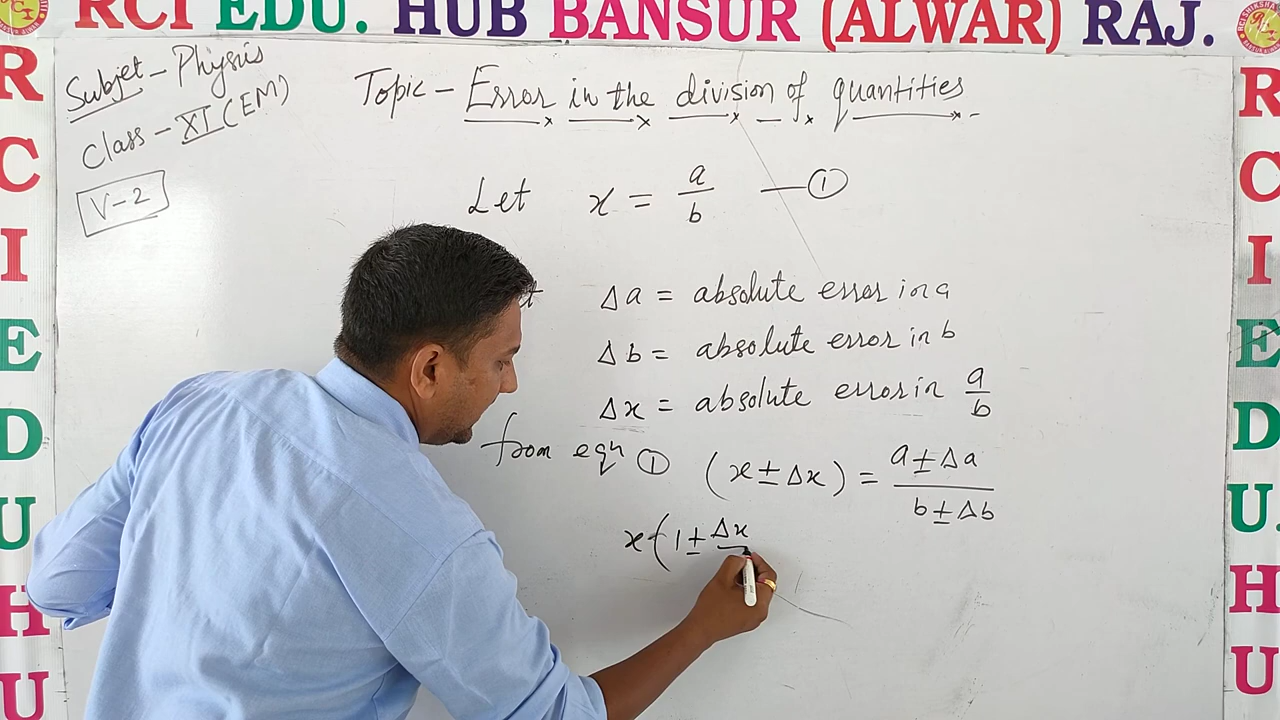 RCI EDU. HUB BANSUR (ALWAR) RAJ.
R
C
I
E
D
U
H
U
Subjet - Physics
Class - XI (EM)
V-2
Topic - Error in the division of quantities
Let x = a/b —①
Δa = absolute error in a
Δb = absolute error in b
Δx = absolute error in a/b
from eqn ① (x ± Δx) = a ± Δa / b ± Δb
x (1 ± Δx
R
C
I
E
D
U.
H
U